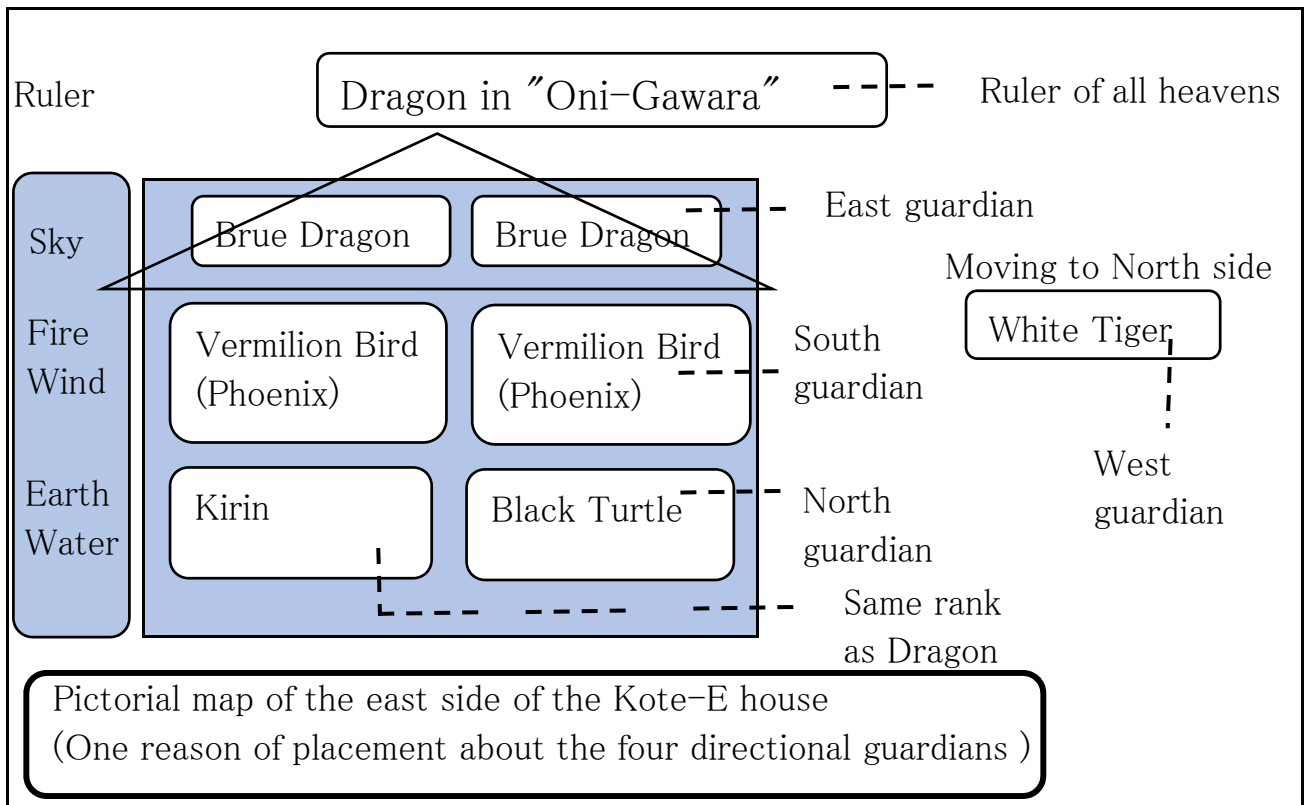 Ruler
Dragon in "Oni-Gawara"
Ruler of all heavens
Sky
Brue Dragon
Brue Dragon
East guardian
Moving to North side
White Tiger
West
guardian
Fire
Wind
Vermilion Bird
(Phoenix)
Vermilion Bird
(Phoenix)
South
guardian
Earth
Water
Kirin
Black Turtle
North
guardian
Same rank
as Dragon
Pictorial map of the east side of the Kote-E house
(One reason of placement about the four directional guardians )